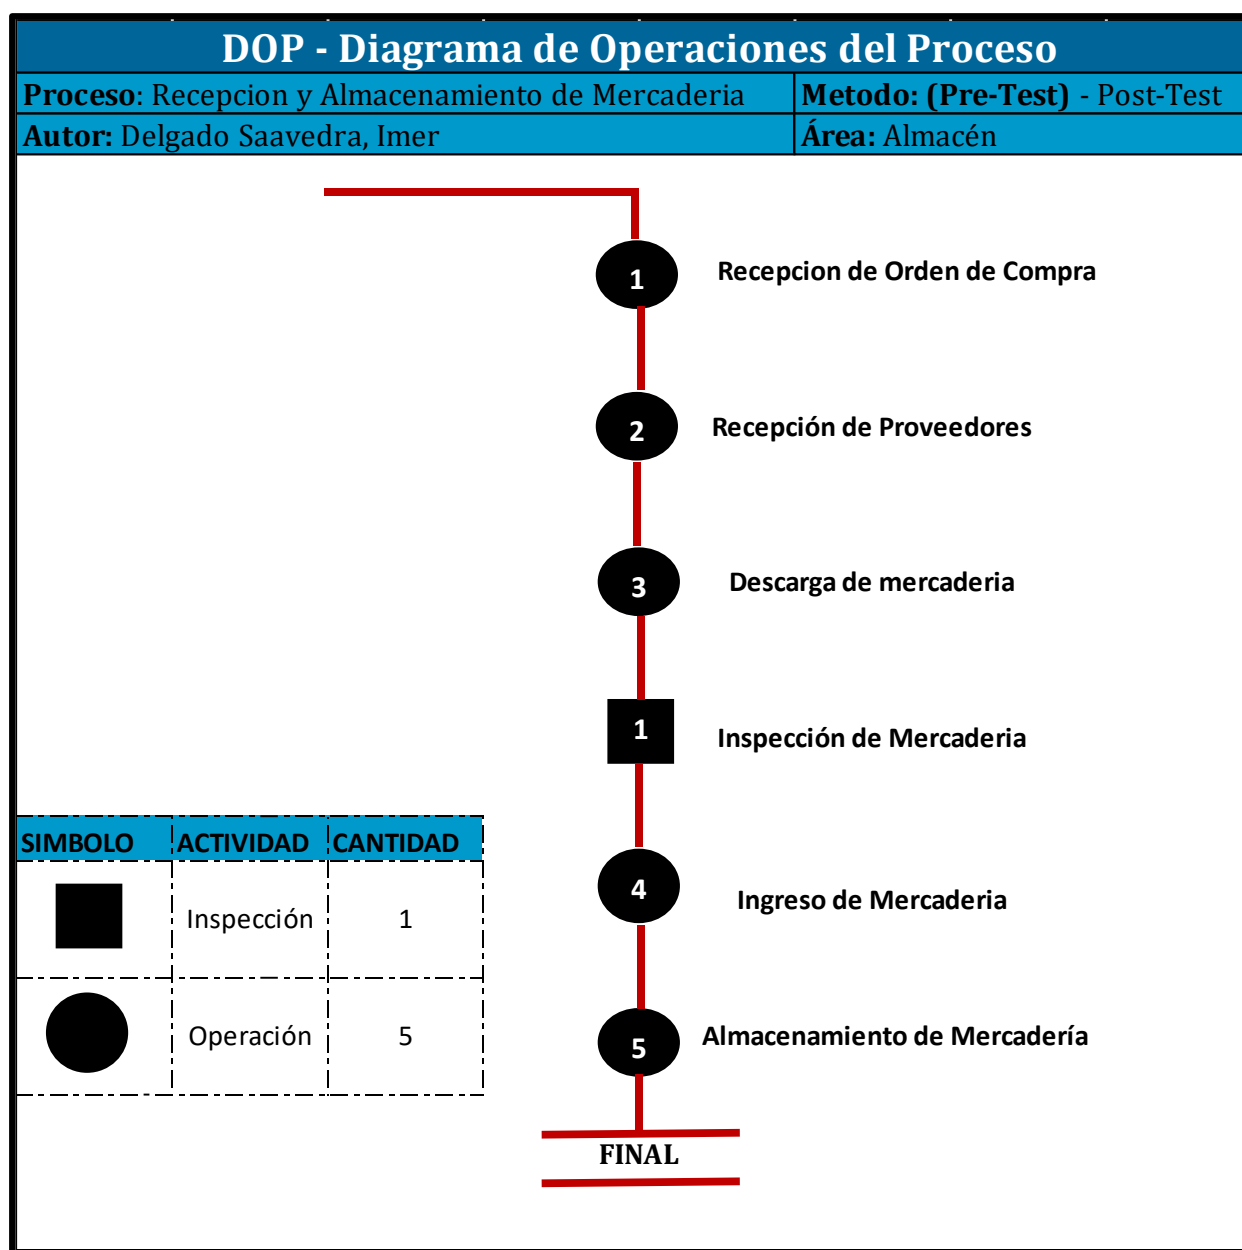 DOP - Diagrama de Operaciones del Proceso
Proceso: Recepcion y Almacenamiento de Mercaderia
Metodo: (Pre-Test) - Post-Test
Autor: Delgado Saavedra, Imer
Área: Almacén
1
Recepcion de Orden de Compra
2
Recepción de Proveedores
3
Descarga de mercaderia
1
Inspección de Mercaderia
4
Ingreso de Mercaderia
5
Almacenamiento de Mercadería
FINAL
SIMBOLO ACTIVIDAD CANTIDAD
Inspección 1
Operación 5